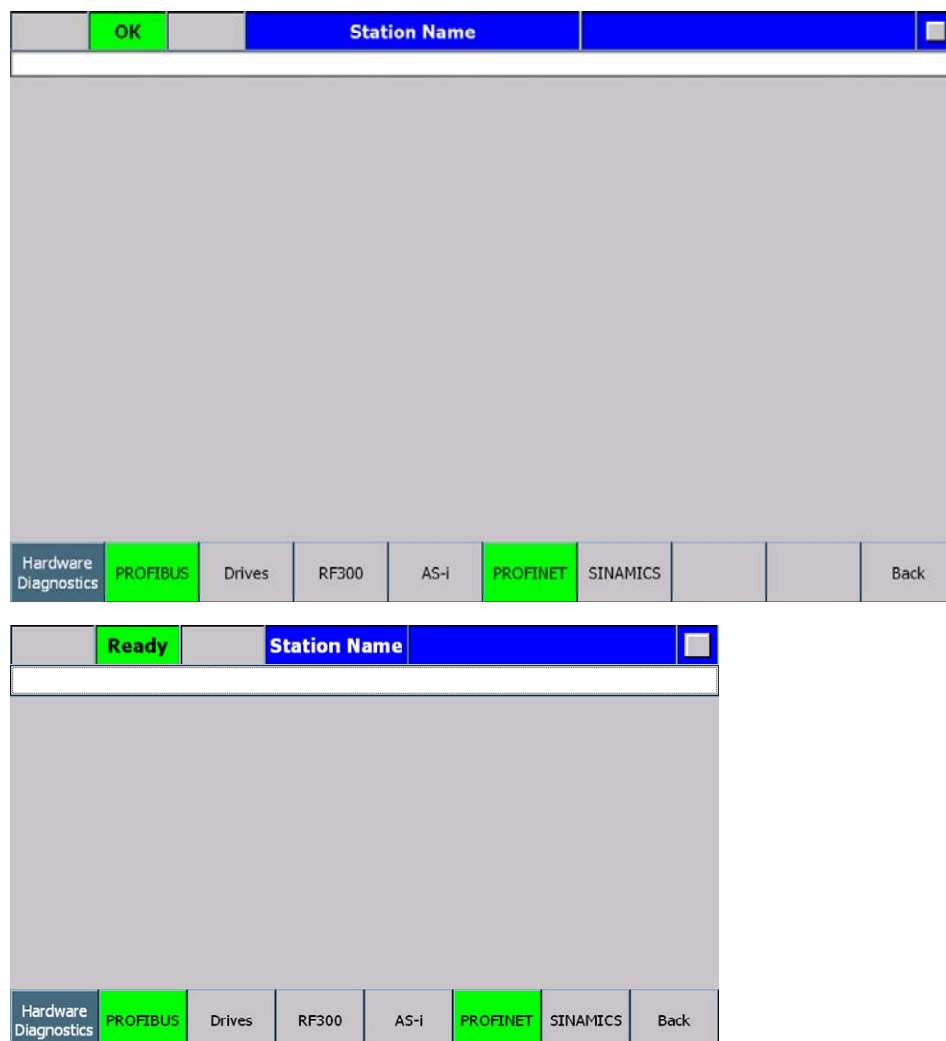 OK Station Name
Hardware Diagnostics PROFIBUS Drives RF300 AS-i PROFINET SINAMICS Back
Ready Station Name
Hardware Diagnostics PROFIBUS Drives RF300 AS-i PROFINET SINAMICS Back